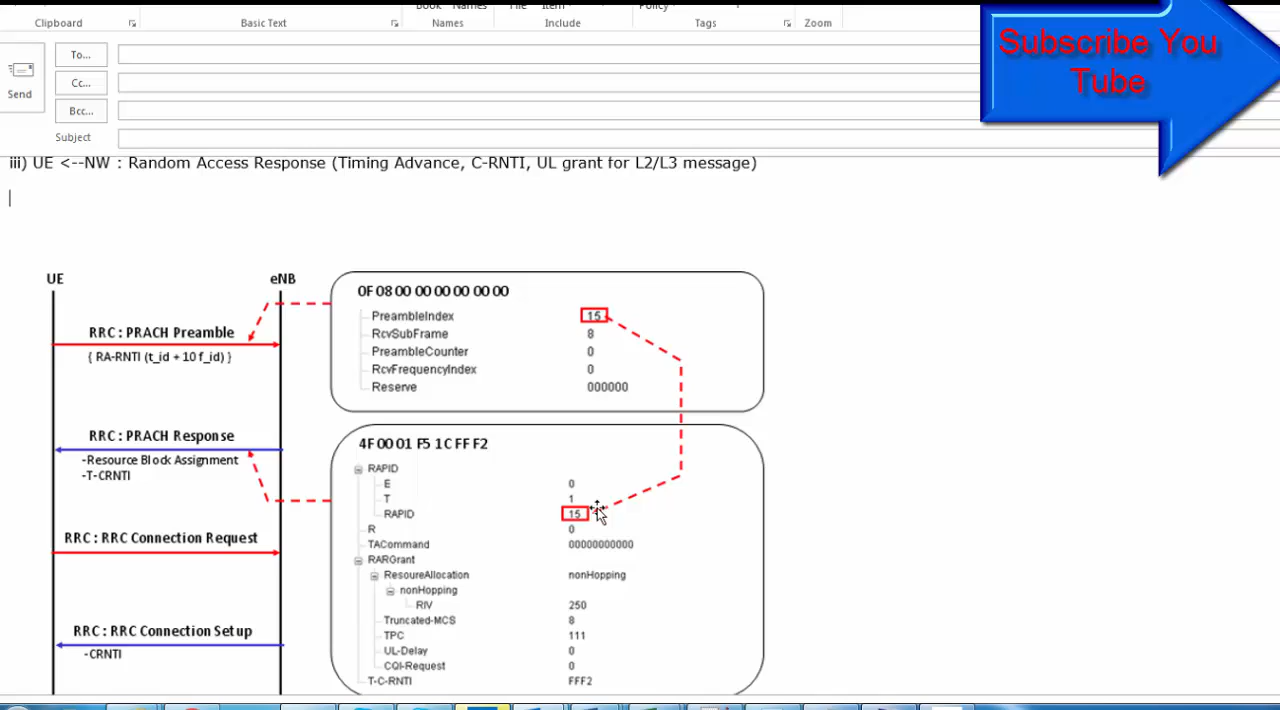 Book Names File Item Policy
Clipboard Basic Text Names Include Tags Zoom
Subscribe You
Tube
To...
Cc...
Send
Bcc...
Subject
iii) UE <--NW : Random Access Response (Timing Advance, C-RNTI, UL grant for L2/L3 message)
UE eNB
RRC : PRACH Preamble
{ RA-RNTI (t_id + 10 f_id) }
RRC : PRACH Response
-Resource Block Assignment
-T-CRNTI
RRC : RRC Connection Request
RRC : RRC Connection Setup
-CRNTI
0F 08 00 00 00 00 00 00
PreambleIndex 15
RcvSubFrame 8
PreambleCounter 0
RcvFrequencyIndex 0
Reserve 000000
4F 00 01 F5 1C FF F2
RAPID
E 0
T 1
RAPID 15
R 0
TACommand 00000000000
RARGrant
ResoureAllocation nonHopping
nonHopping
RIV 250
Truncated-MCS 8
TPC 111
UL-Delay 0
CQI-Request 0
T-C-RNTI FFF2